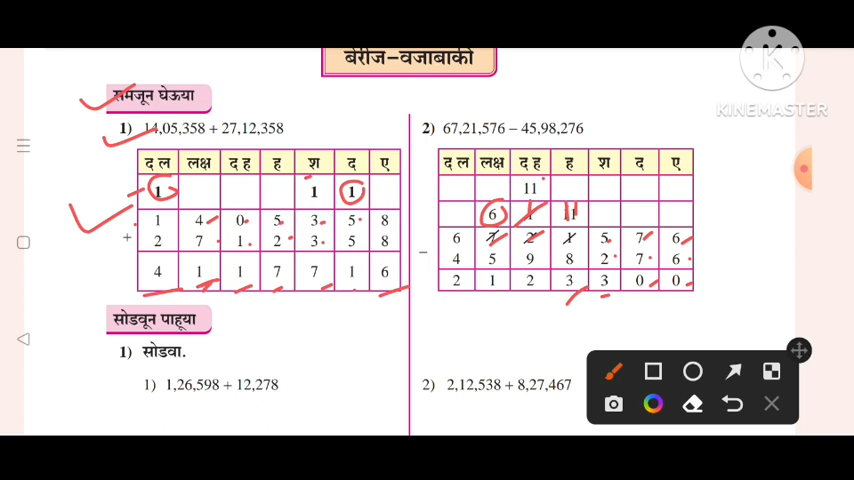 बेरीज-वजाबाकी
KINEMASTER
समजून घेऊया
1) 14,05,358 + 27,12,358
द ल लक्ष द ह ह श द ए
1 1 1
1 4 0 5 3 5 8
+ 2 7 1 2 3 5 8
4 1 1 7 7 1 6
2) 67,21,576 – 45,98,276
द ल लक्ष द ह ह श द ए
11
6 1 11
6 7 2 1 5 7 6
– 4 5 9 8 2 7 6
2 1 2 3 3 0 0
सोडवून पाहूया
1) सोडवा.
1) 1,26,598 + 12,278
2) 2,12,538 + 8,27,467